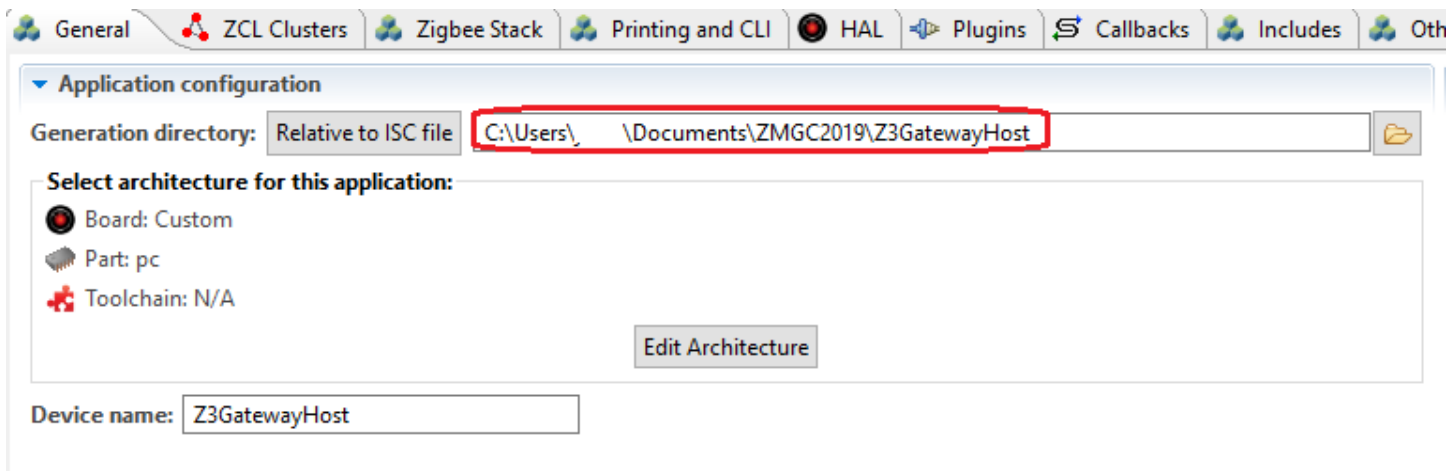 General ZCL Clusters Zigbee Stack Printing and CLI HAL Plugins Callbacks Includes Oth
Application configuration
Generation directory: Relative to ISC file C:\Users\ \Documents\ZMGC2019\Z3GatewayHost
Select architecture for this application:
Board: Custom
Part: pc
Toolchain: N/A
Edit Architecture
Device name: Z3GatewayHost